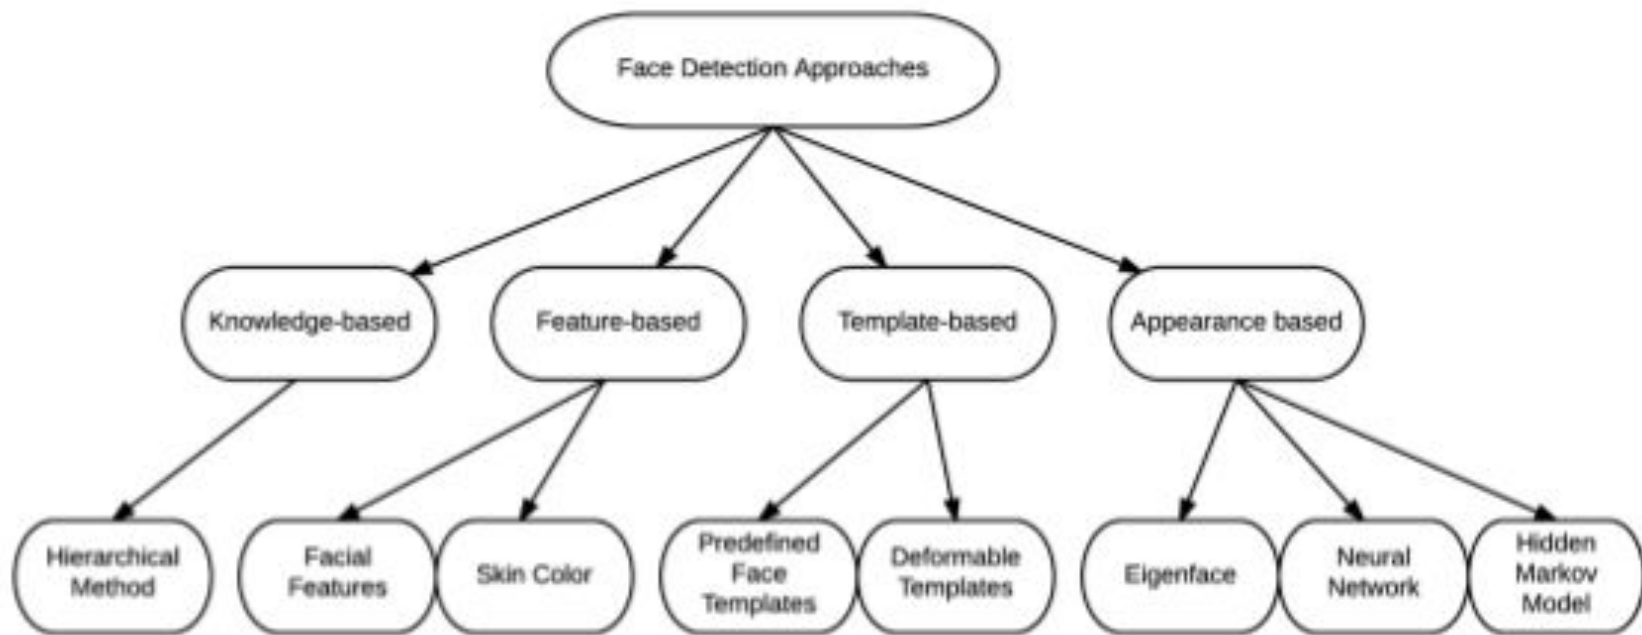 Face Detection Approaches
Knowledge-based
Feature-based
Template-based
Appearance based
Hierarchical
Method
Facial
Features
Skin Color
Predefined
Face
Templates
Deformable
Templates
Eigenface
Neural
Network
Hidden
Markov
Model